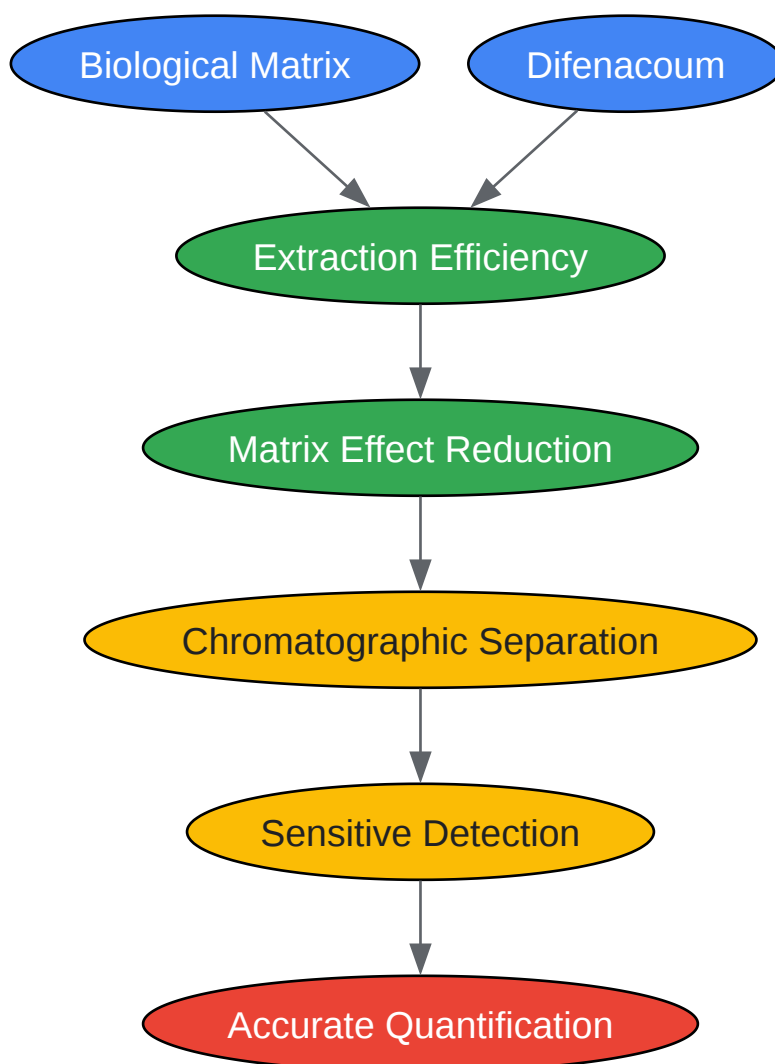 Biological Matrix
Difenacoum
Extraction Efficiency
Matrix Effect Reduction
Chromatographic Separation
Sensitive Detection
Accurate Quantification